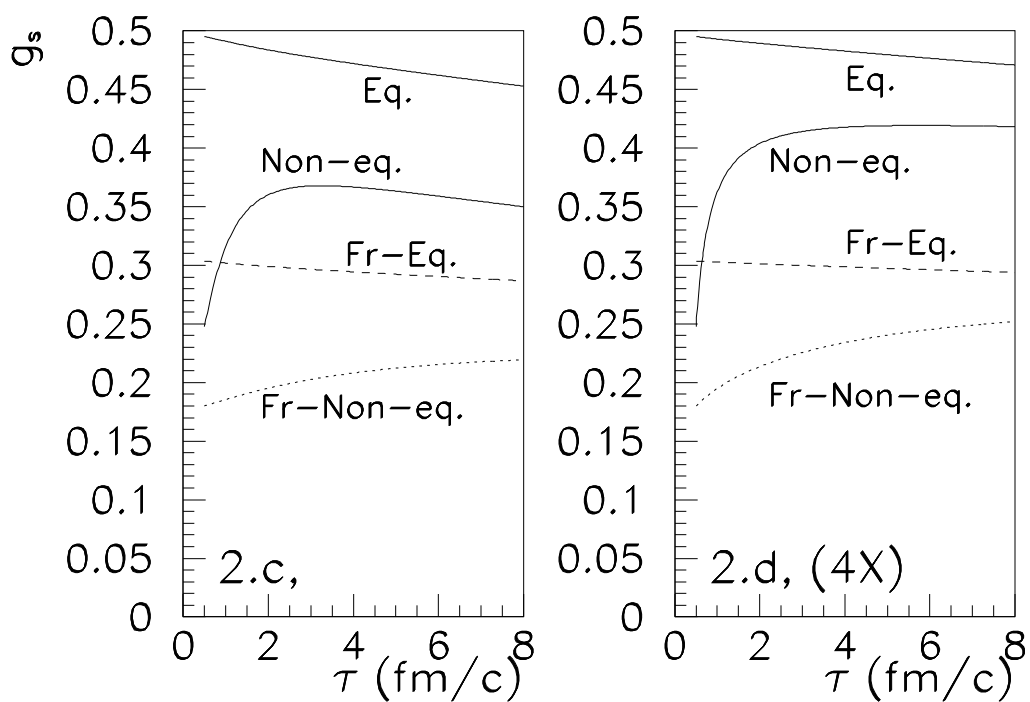 g_s
0.5
0.45
0.4
0.35
0.3
0.25
0.2
0.15
0.1
0.05
0
Eq.
Non-eq.
Fr-Eq.
Fr-Non-eq.
2.c,
0 2 4 6 8
τ (fm/c)
0.5
0.45
0.4
0.35
0.3
0.25
0.2
0.15
0.1
0.05
0
Eq.
Non-eq.
Fr-Eq.
Fr-Non-eq.
2.d, (4X)
0 2 4 6 8
τ (fm/c)